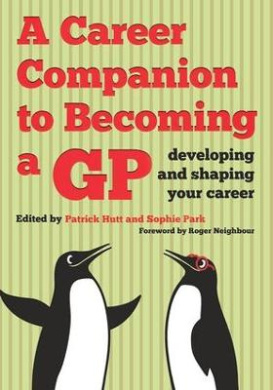 A Career
Companion
to Becoming
a GP
developing
and shaping
your career
Edited by Patrick Hutt and Sophie Park
Foreword by Roger Neighbour